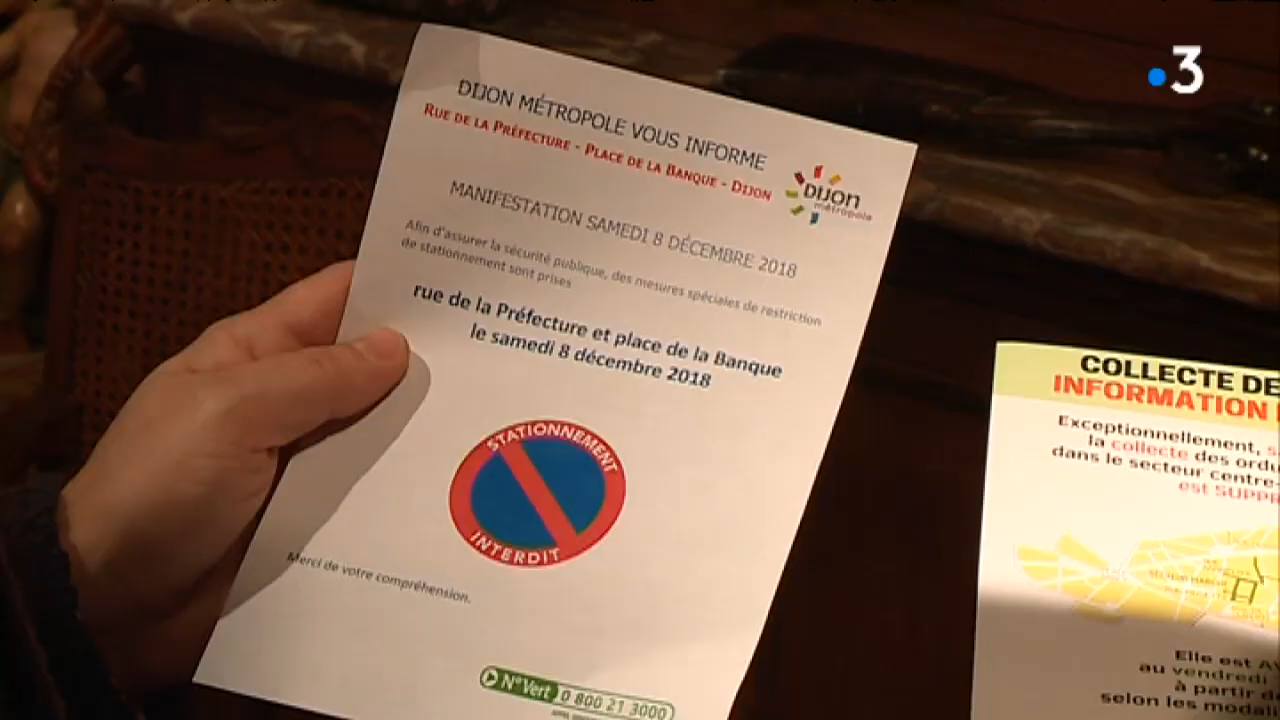 3
DIJON MÉTROPOLE VOUS INFORME
RUE DE LA PRÉFECTURE - PLACE DE LA BANQUE - DIJON
DIJON
métropole
MANIFESTATION SAMEDI 8 DÉCEMBRE 2018
Afin d'assurer la sécurité publique, des mesures spéciales de restriction
de stationnement sont prises
rue de la Préfecture et place de la Banque
le samedi 8 décembre 2018
STATIONNEMENT
INTERDIT
Merci de votre compréhension.
N°Vert 0 800 21 3000
COLLECTE DE
INFORMATION
Exceptionnellement,
la collecte des ordu
dans le secteur centre-
est SUPPR
Elle est
au vendredi
à partir
selon les modali